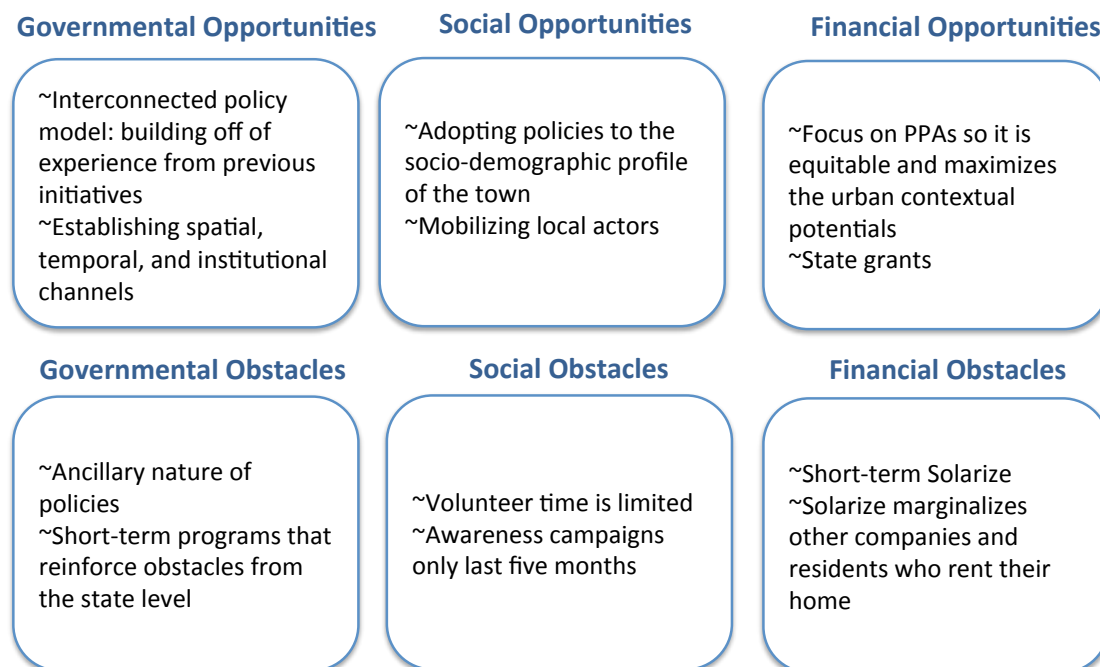 Governmental Opportunities
Social Opportunities
Financial Opportunities
~Interconnected policy
model: building off of
experience from previous
initiatives
~Establishing spatial,
temporal, and institutional
channels
~Adopting policies to the
socio-demographic profile
of the town
~Mobilizing local actors
~Focus on PPAs so it is
equitable and maximizes
the urban contextual
potentials
~State grants
Governmental Obstacles
Social Obstacles
Financial Obstacles
~Ancillary nature of
policies
~Short-term programs that
reinforce obstacles from
the state level
~Volunteer time is limited
~Awareness campaigns
only last five months
~Short-term Solarize
~Solarize marginalizes
other companies and
residents who rent their
home